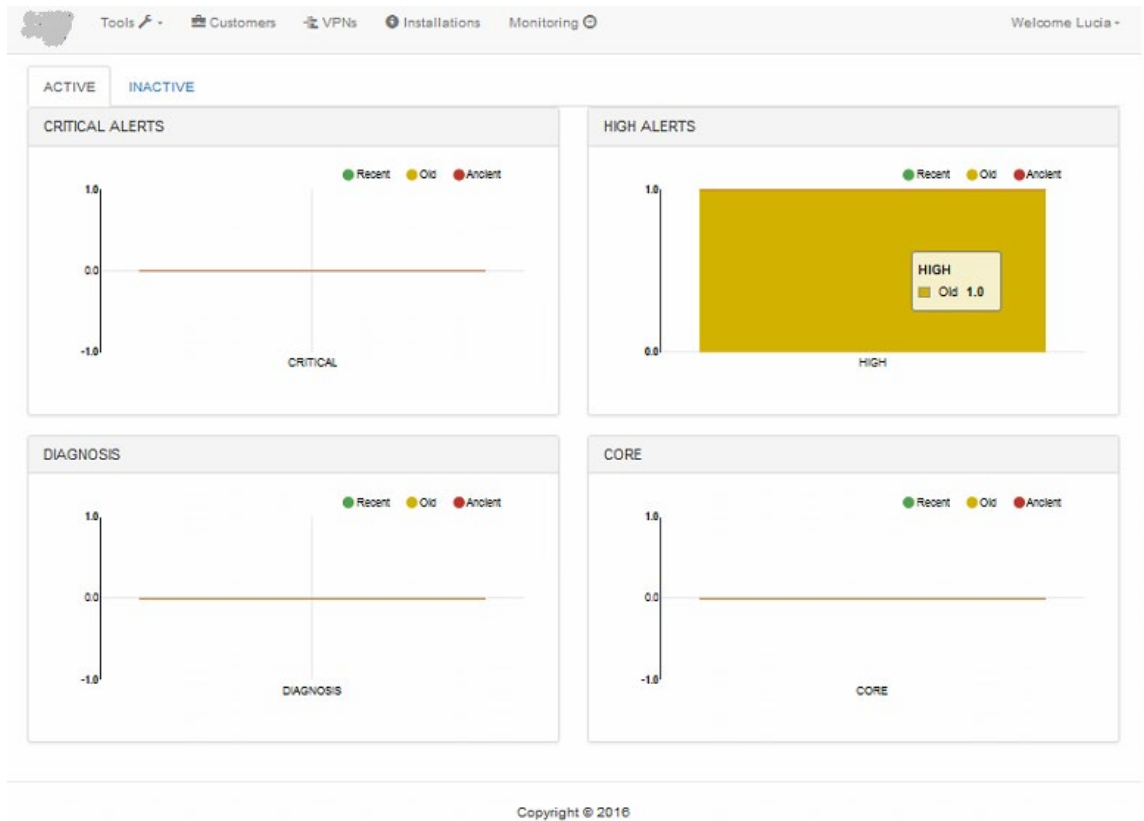 Tools Customers VPNs Installations Monitoring Welcome Lucia
ACTIVE INACTIVE
CRITICAL ALERTS
Recent Old Ancient
1.0
0.0
-1.0
CRITICAL
HIGH ALERTS
Recent Old Ancient
1.0
HIGH
Old 1.0
0.0
HIGH
DIAGNOSIS
Recent Old Ancient
1.0
0.0
-1.0
DIAGNOSIS
CORE
Recent Old Ancient
1.0
0.0
-1.0
CORE
Copyright © 2016